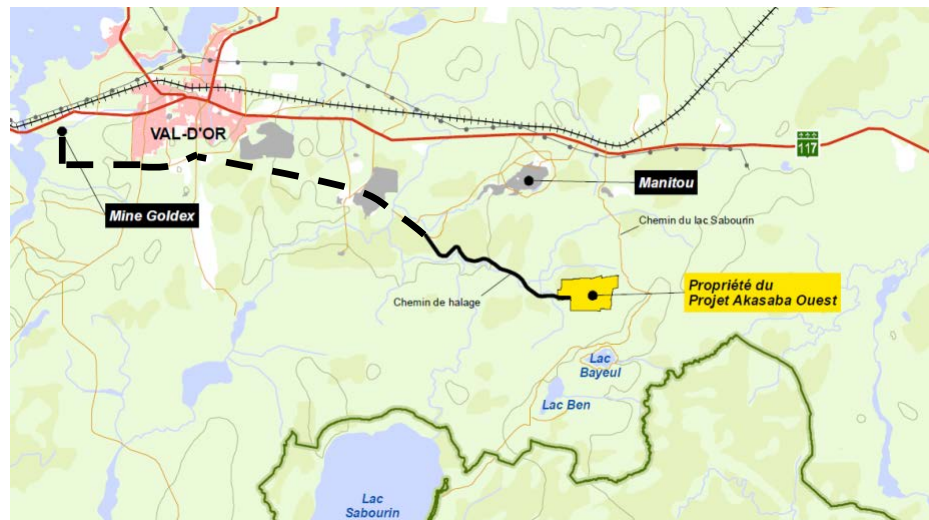 VAL-D'OR
117
Manitou
Mine Goldex
Chemin du lac Sabourin
Propriété du
Projet Akasaba Ouest
Chemin de halage
Lac
Bayeul
Lac Ben
Lac
Sabourin